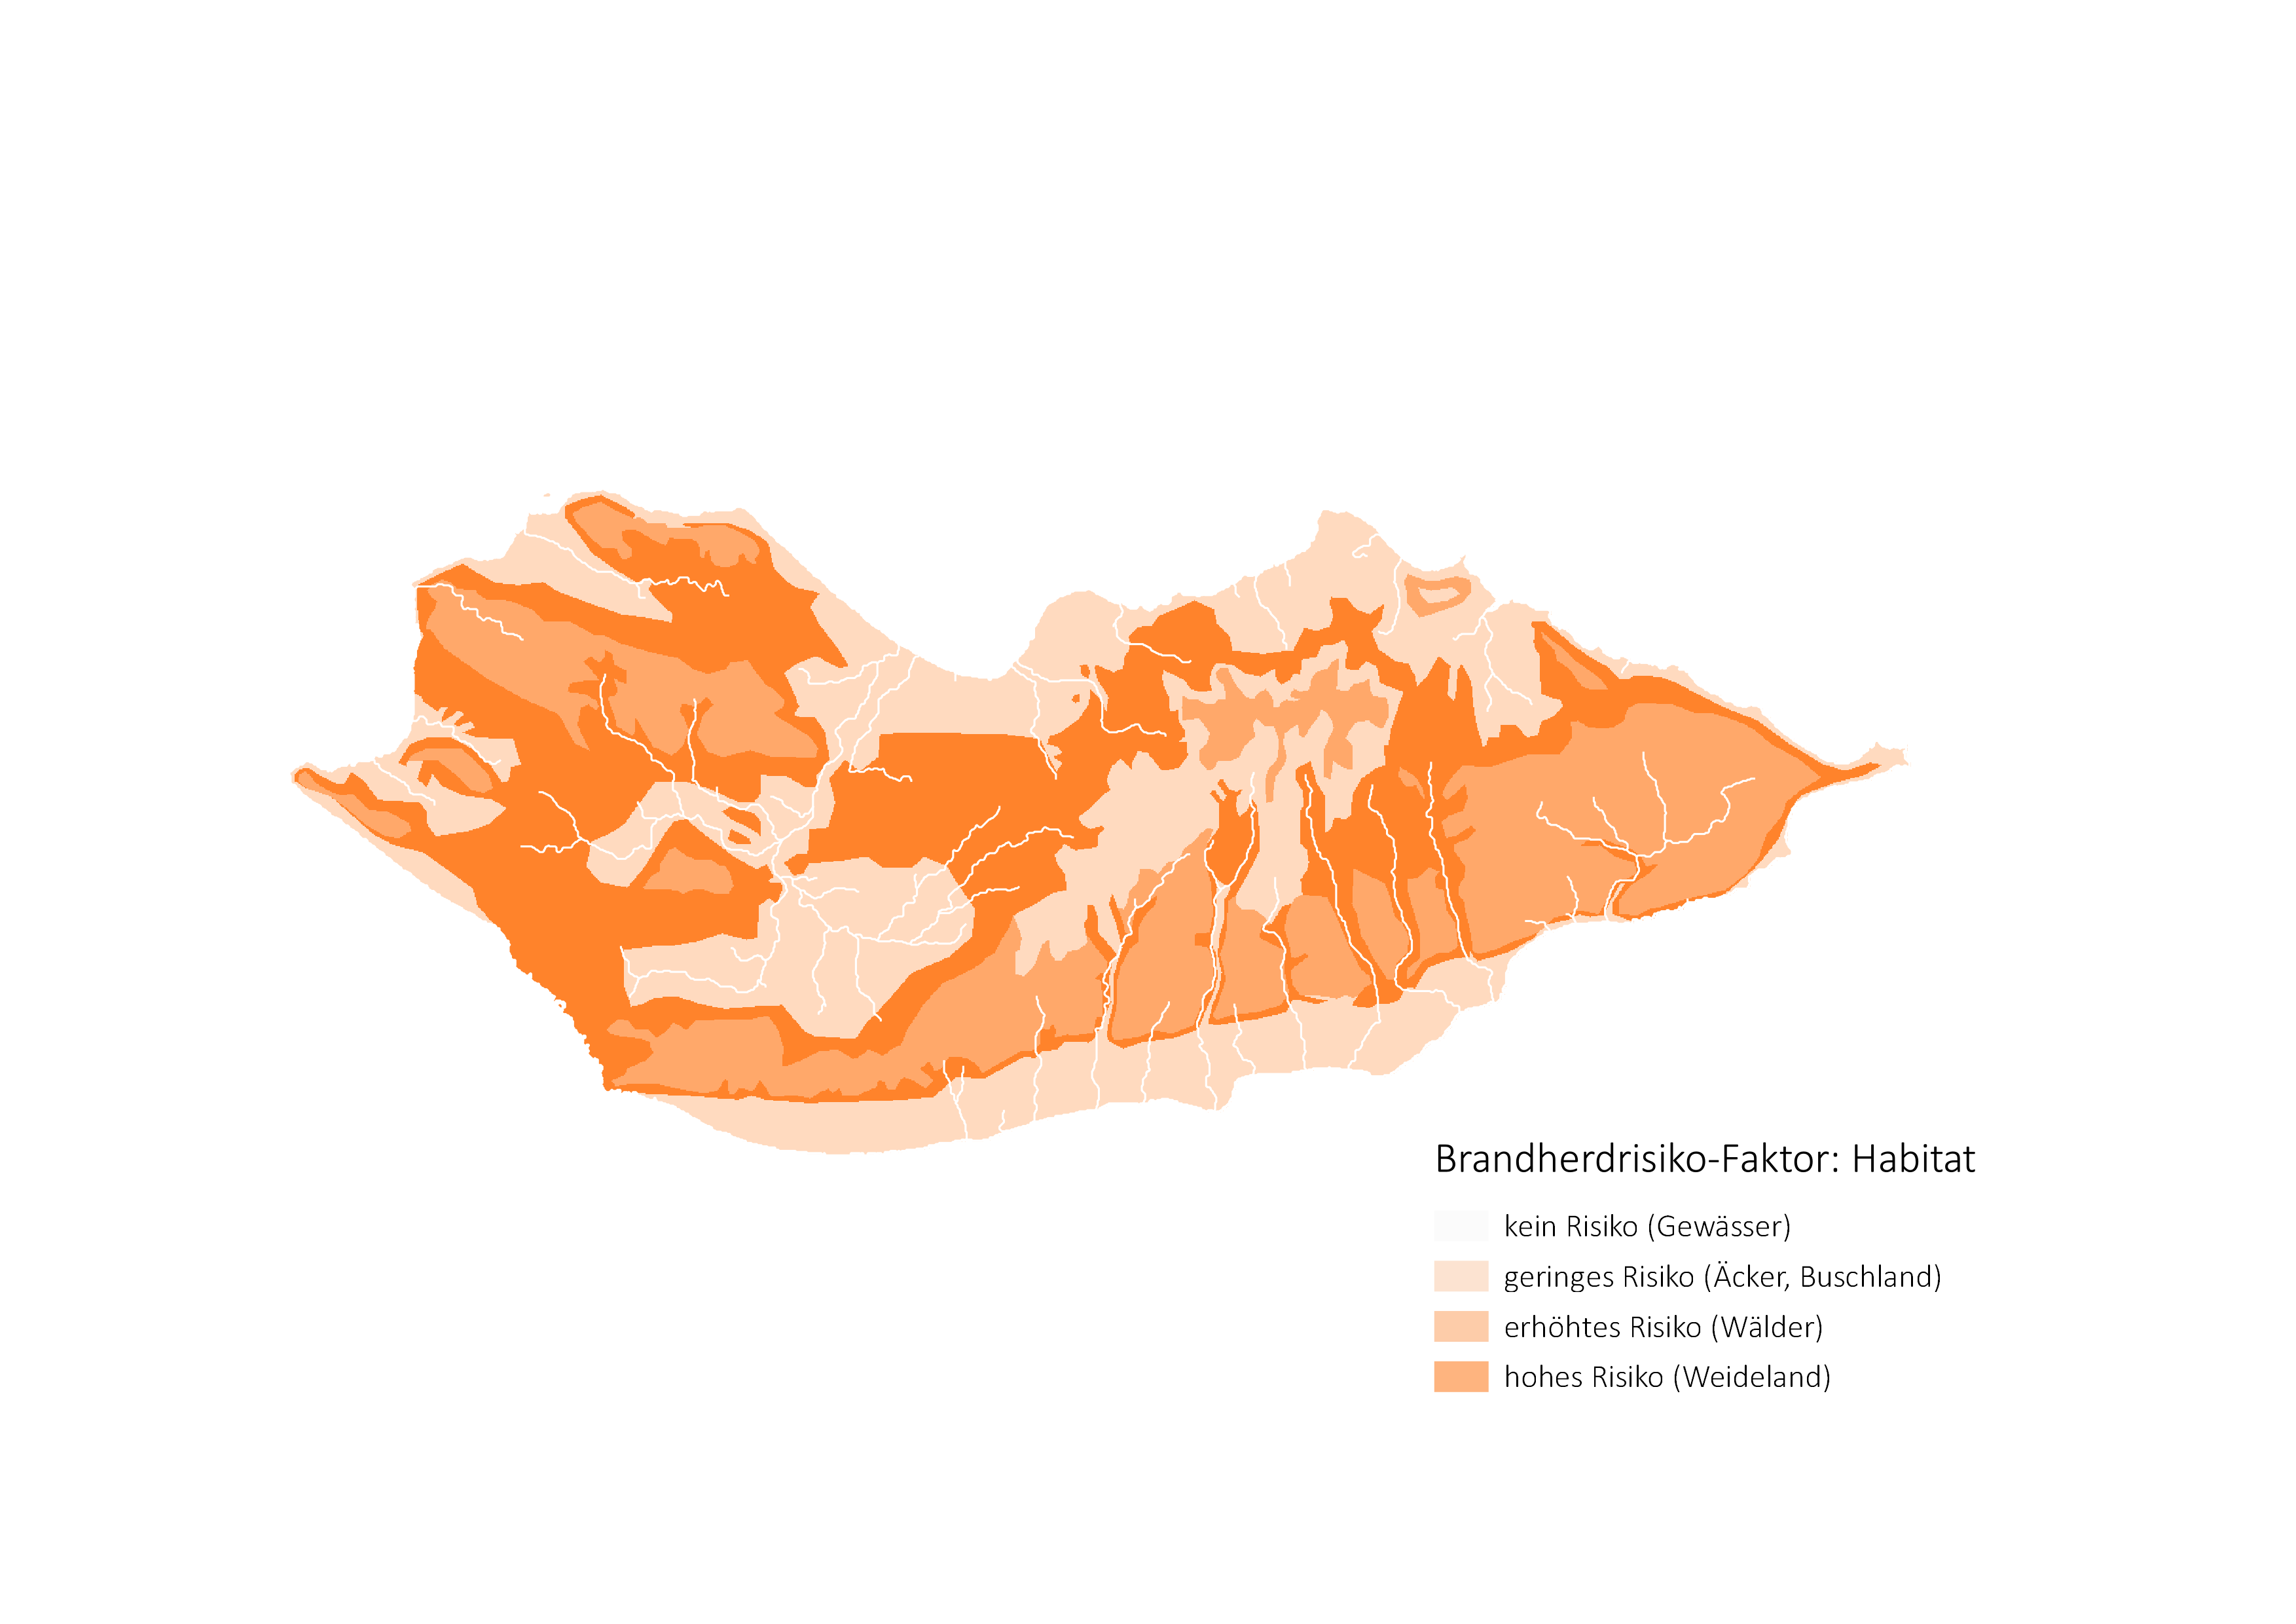 Brandherdrisiko-Faktor: Habitat
kein Risiko (Gewässer)
geringes Risiko (Äcker, Buschland)
erhöhtes Risiko (Wälder)
hohes Risiko (Weideland)